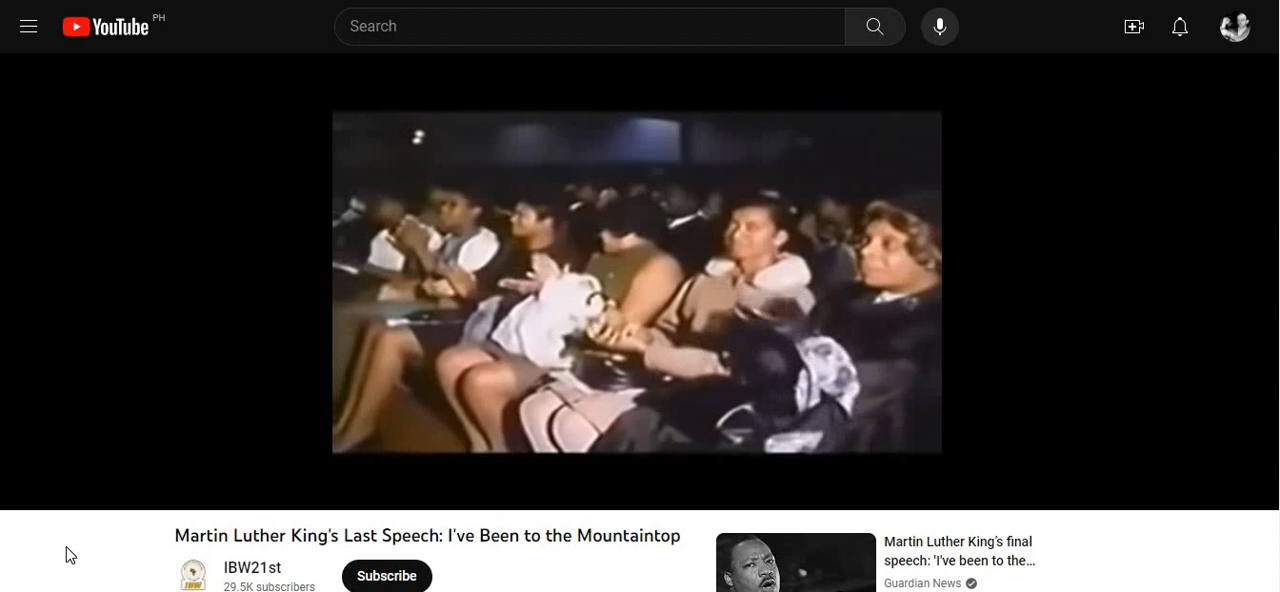 YouTube PH
Search
Martin Luther King's Last Speech: I've Been to the Mountaintop
IBW21st
29.5K subscribers
Subscribe
Martin Luther King's final
speech: 'I've been to the...
Guardian News
IBW